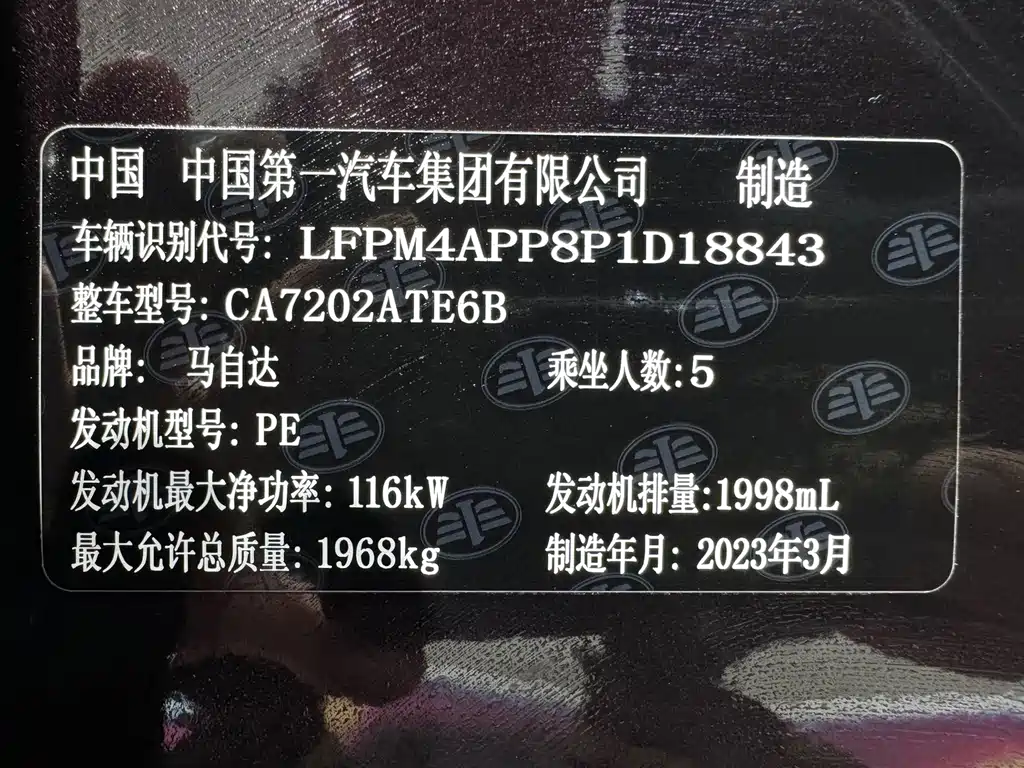 中国 中国第一汽车集团有限公司 制造
车辆识别代号: LFPM4APP8P1D18843
整车型号: CA7202ATE6B
品牌: 马自达 乘坐人数:5
发动机型号: PE
发动机最大净功率: 116kW 发动机排量:1998mL
最大允许总质量: 1968kg 制造年月: 2023年3月